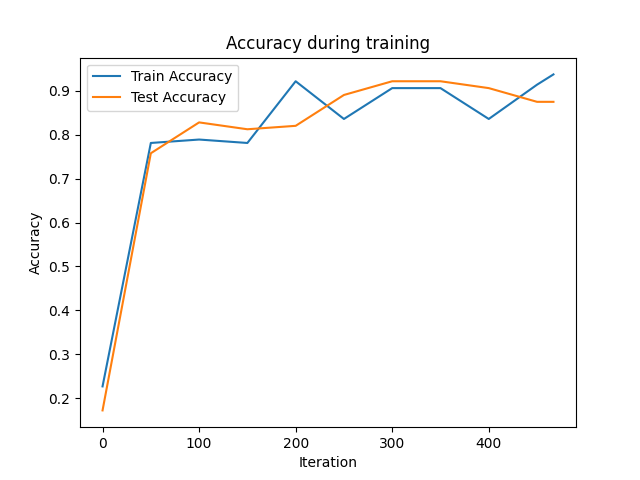 Accuracy during training
Train Accuracy
Test Accuracy
0.9
0.8
0.7
0.6
0.5
0.4
0.3
0.2
Accuracy
0
100
200
300
400
Iteration